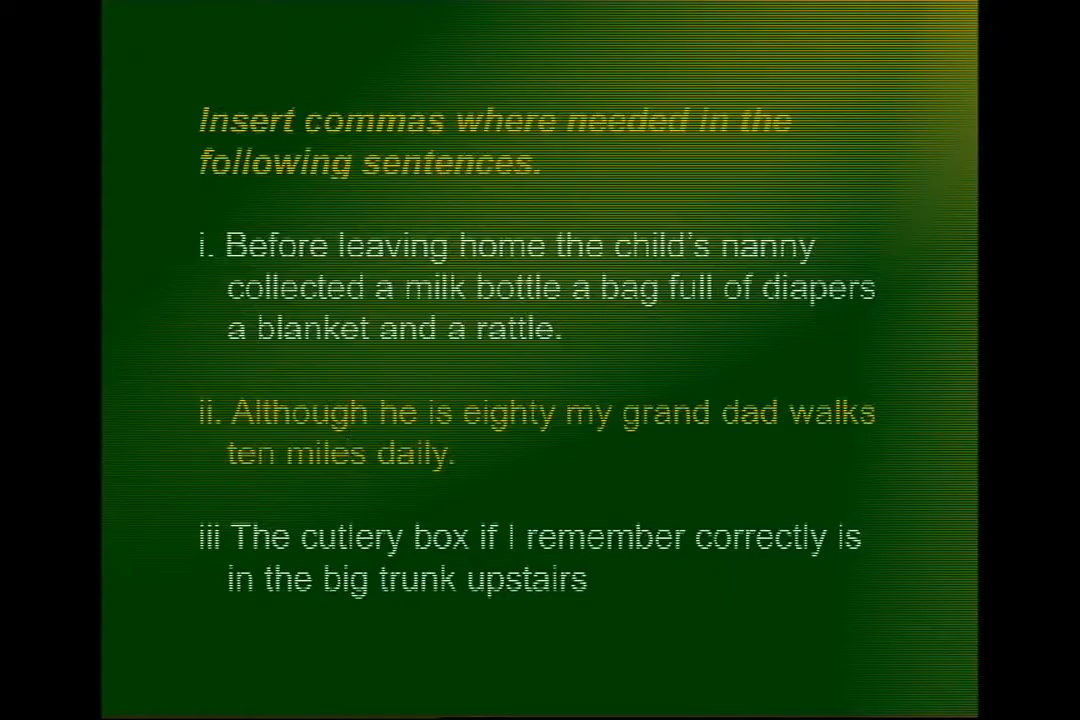 Insert commas where needed in the
following sentences.
i. Before leaving home the child's nanny
collected a milk bottle a bag full of diapers
a blanket and a rattle.
ii. Although he is eighty my grand dad walks
ten miles daily.
iii The cutlery box if I remember correctly is
in the big trunk upstairs